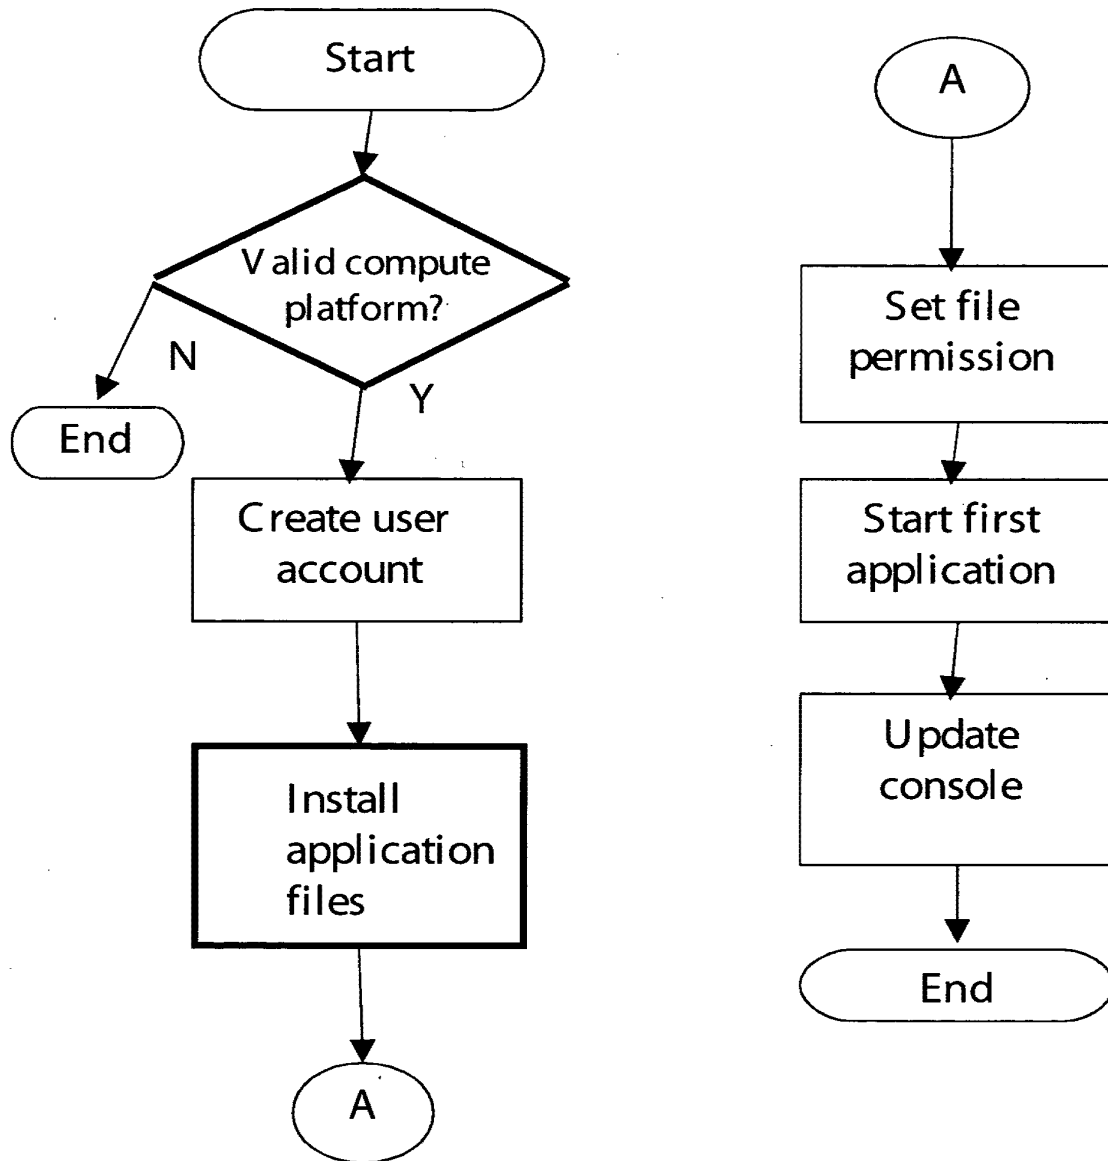 Start
Valid compute
platform?
N
Y
End
Create user
account
Install
application
files
A
A
Set file
permission
Start first
application
Update
console
End